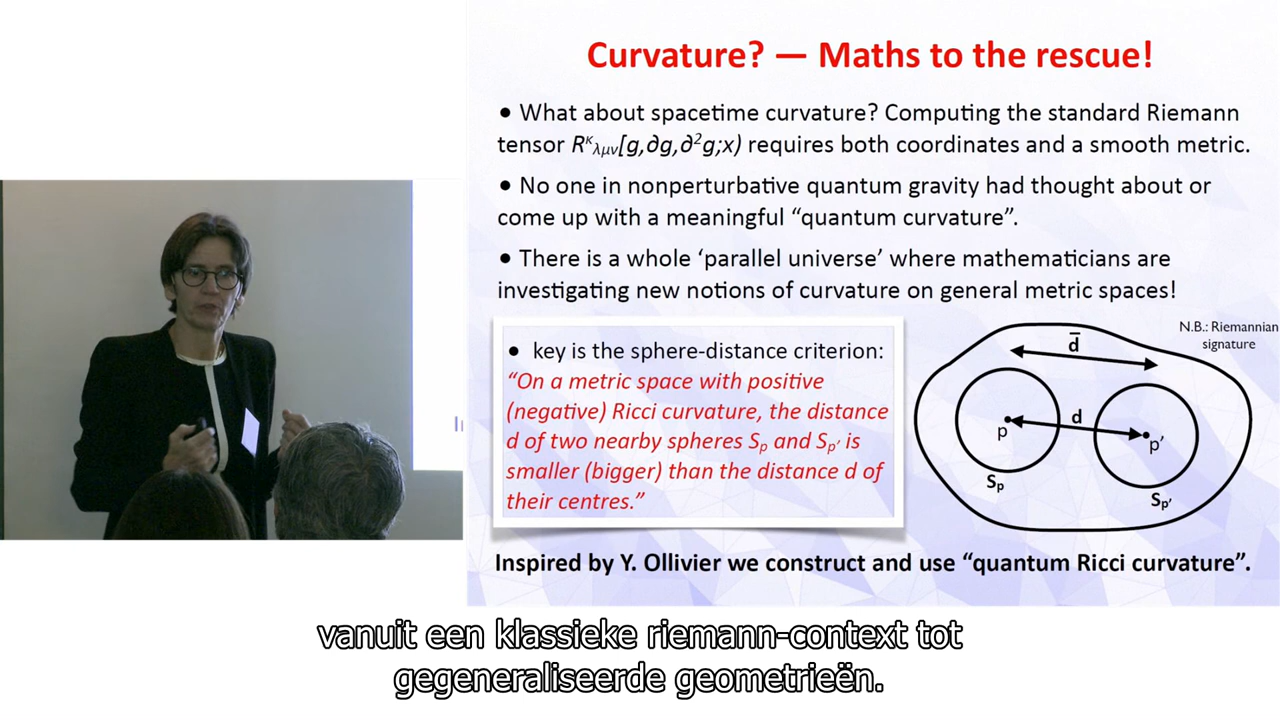 Curvature? — Maths to the rescue!
• What about spacetime curvature? Computing the standard Riemann
tensor Rᵏλμν[g,∂g,∂²g;x) requires both coordinates and a smooth metric.
• No one in nonperturbative quantum gravity had thought about or
come up with a meaningful “quantum curvature”.
• There is a whole ‘parallel universe’ where mathematicians are
investigating new notions of curvature on general metric spaces!
• key is the sphere-distance criterion:
“On a metric space with positive
(negative) Ricci curvature, the distance
d of two nearby spheres Sp and Sp′ is
smaller (bigger) than the distance d of
their centres.”
N.B.: Riemannian
signature
d̄
d
p
p′
Sp
Sp′
Inspired by Y. Ollivier we construct and use “quantum Ricci curvature”.
vanuit een klassieke riemann-context tot
gegeneraliseerde geometrieën.